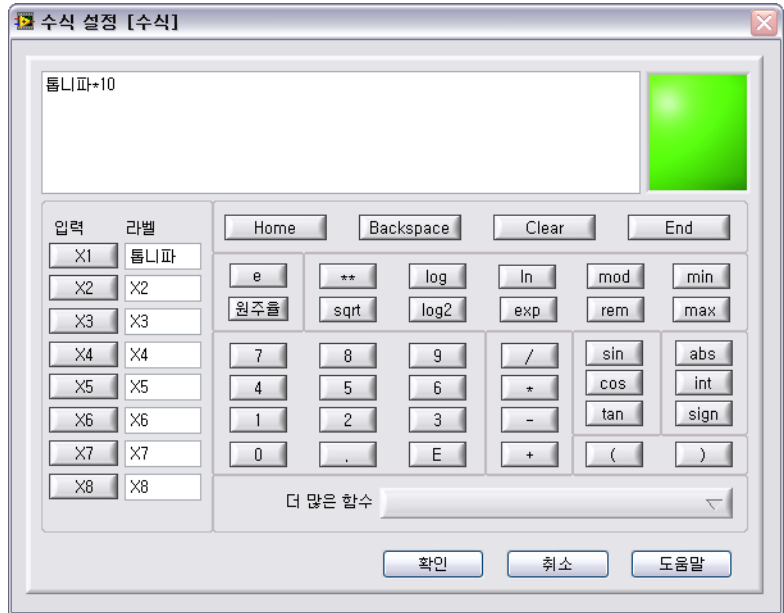 수식 설정 [수식]
톱니파*10
입력 라벨
X1 톱니파
X2 X2
X3 X3
X4 X4
X5 X5
X6 X6
X7 X7
X8 X8
Home Backspace Clear End
e ** log ln mod min
원주율 sqrt log2 exp rem max
7 8 9 / sin abs
4 5 6 * cos int
1 2 3 - tan sign
0 . E + ( )
더 많은 함수
확인 취소 도움말